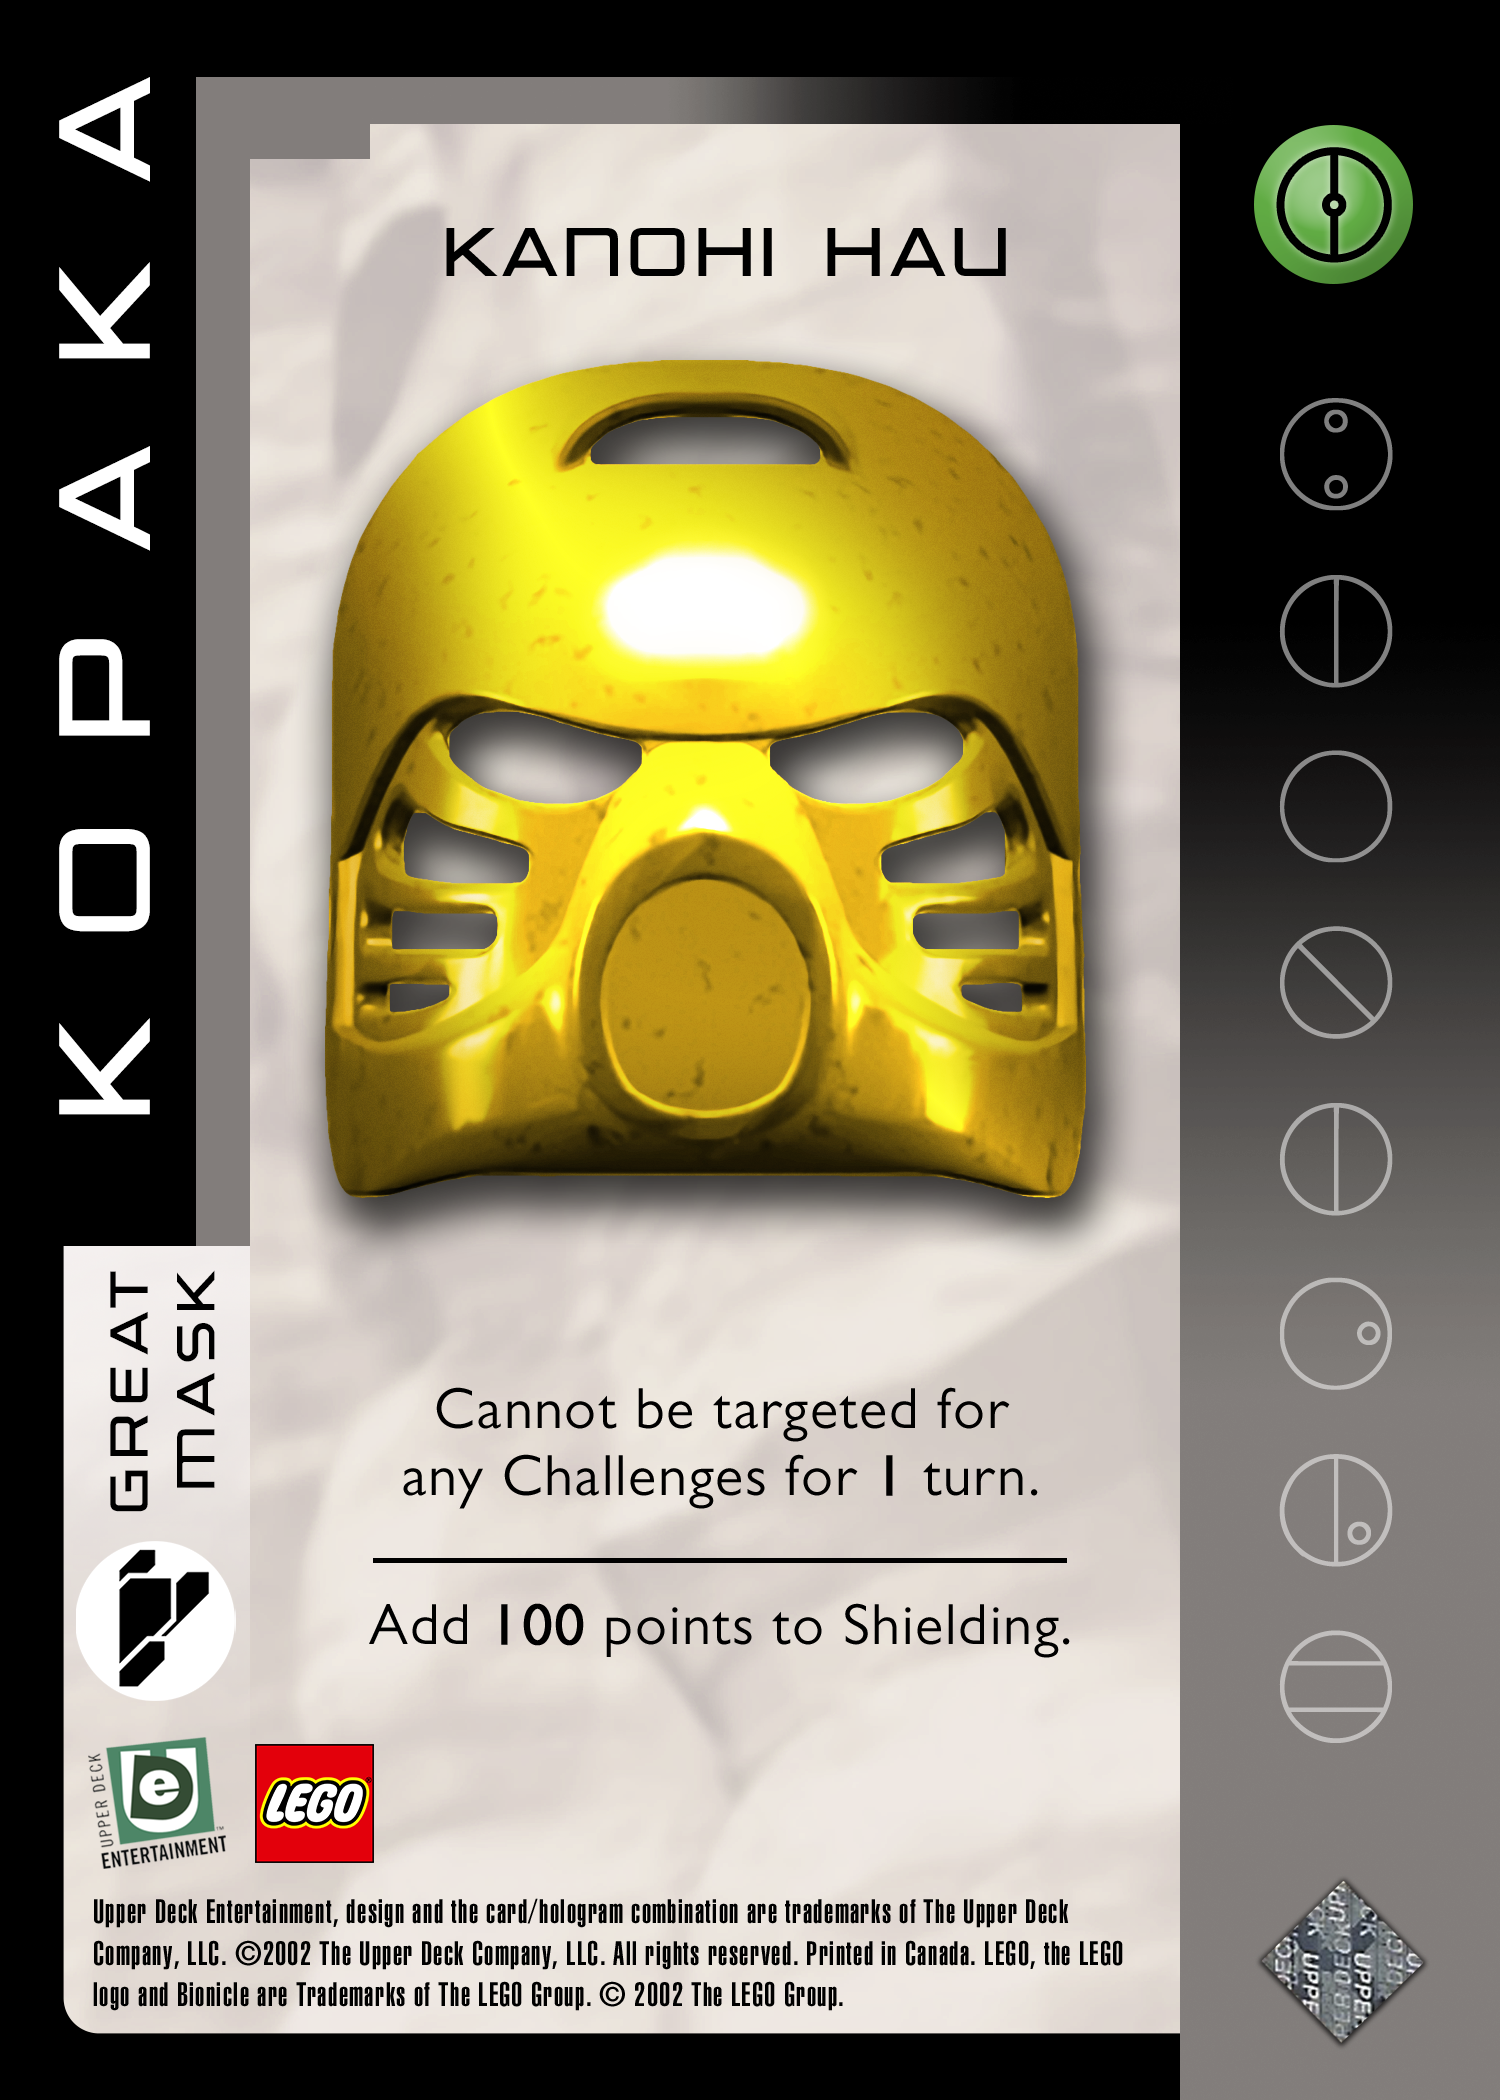 KOPAKA
KANOHI HAU
GREAT
MASK
Cannot be targeted for
any Challenges for 1 turn.
Add 100 points to Shielding.
UPPER DECK
e
ENTERTAINMENT™
LEGO
Upper Deck Entertainment, design and the card/hologram combination are trademarks of The Upper Deck
Company, LLC. ©2002 The Upper Deck Company, LLC. All rights reserved. Printed in Canada. LEGO, the LEGO
logo and Bionicle are Trademarks of The LEGO Group. © 2002 The LEGO Group.